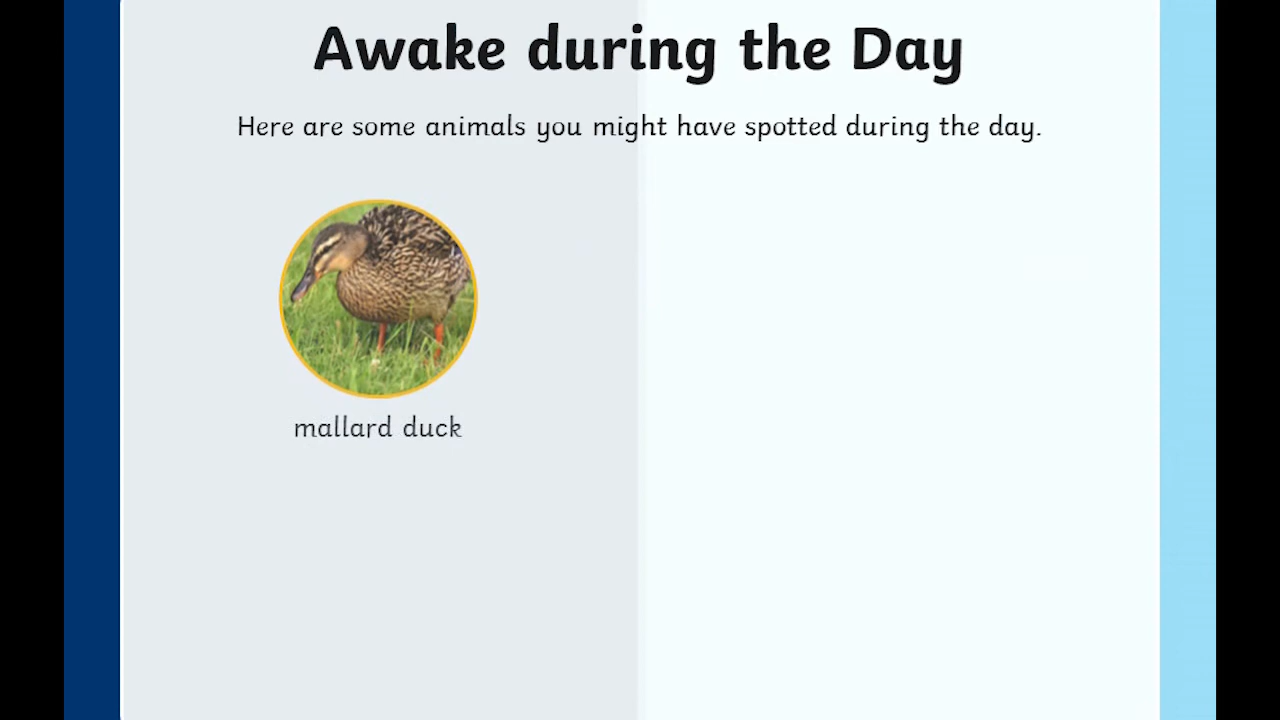 Awake during the Day
Here are some animals you might have spotted during the day.
mallard duck